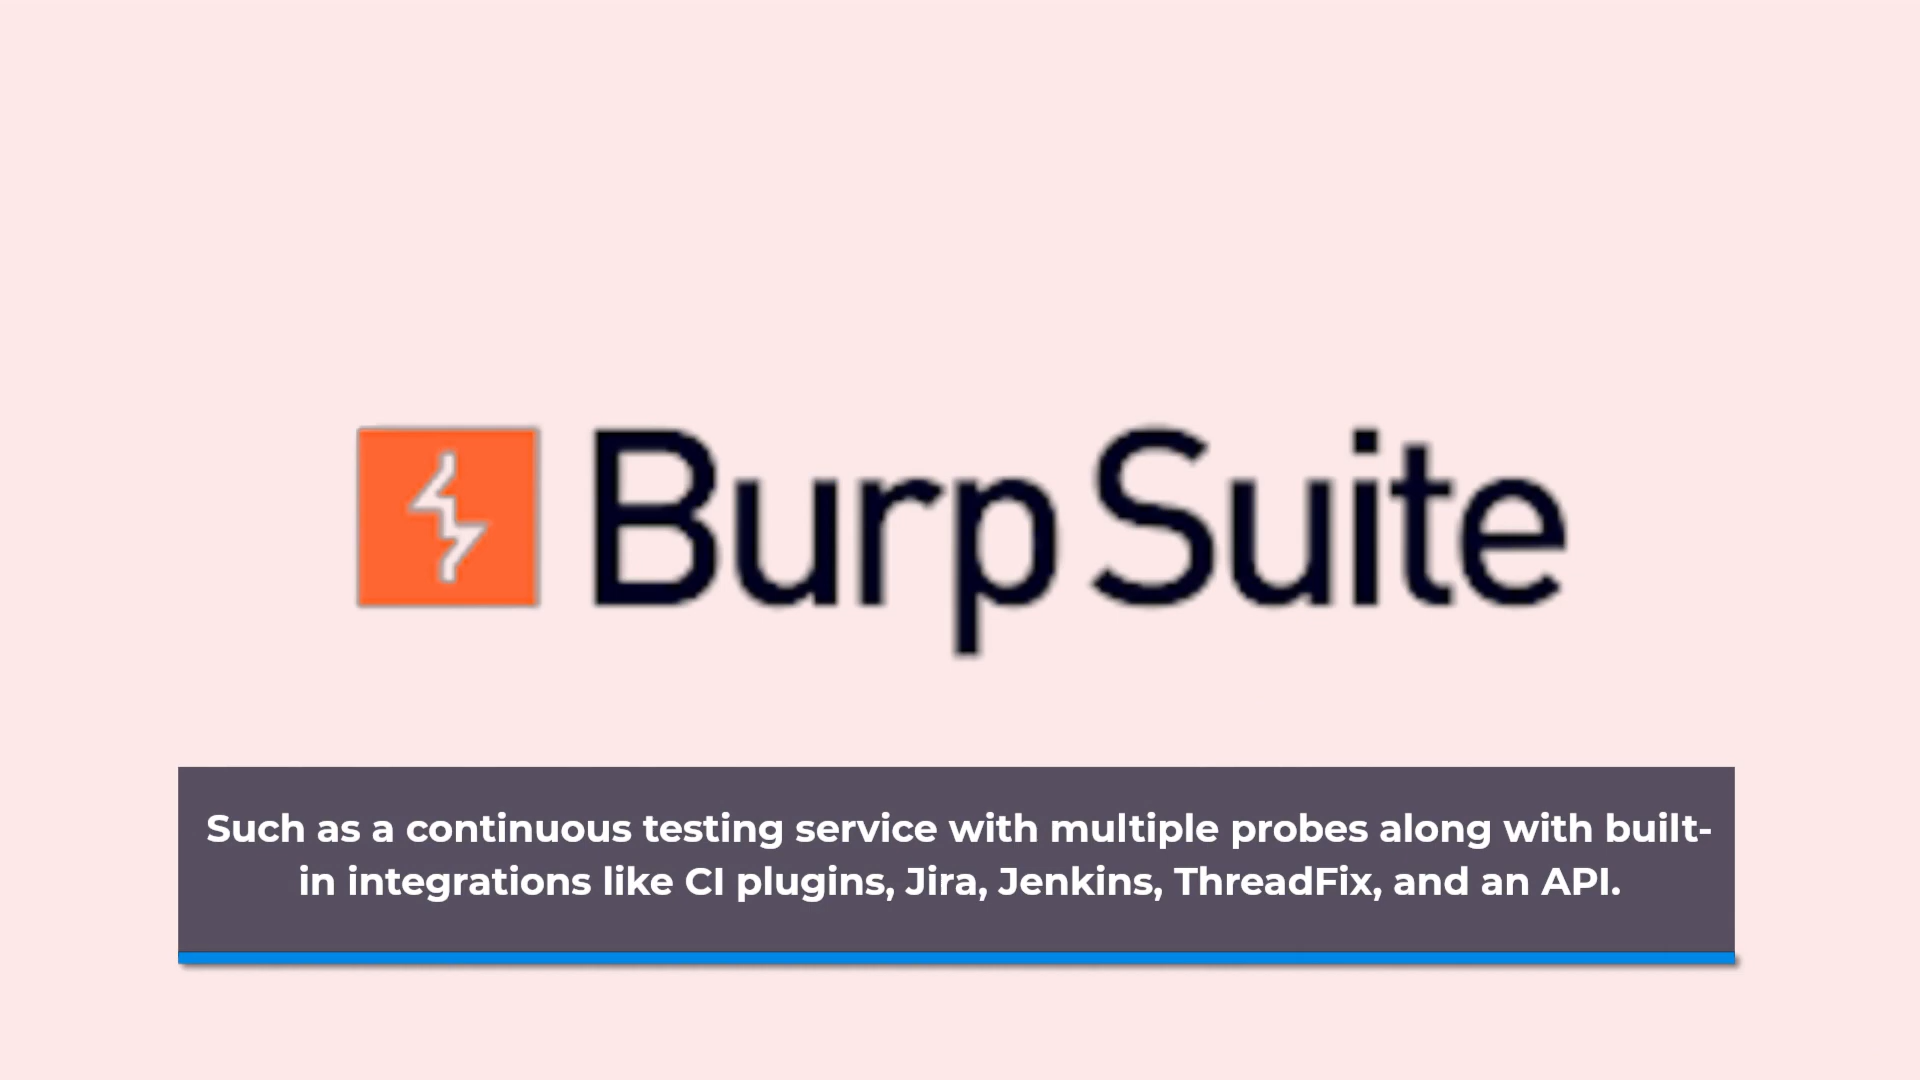 Burp Suite
Such as a continuous testing service with multiple probes along with built-
in integrations like CI plugins, Jira, Jenkins, ThreadFix, and an API.